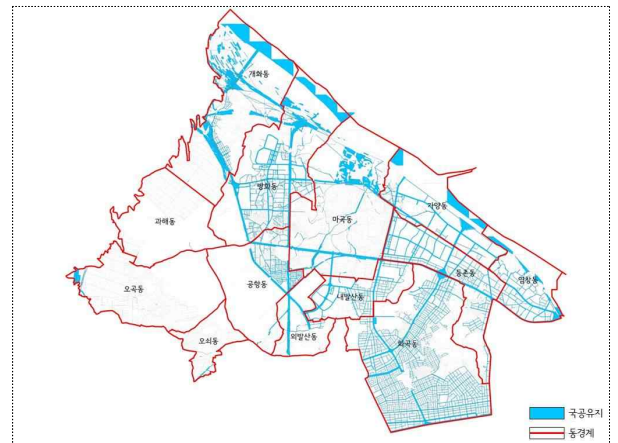 개화동
방화동
마곡동
가양동
과해동
등촌동
염창동
오곡동
공항동
내발산동
오쇠동
외발산동
화곡동
국공유지
동경계